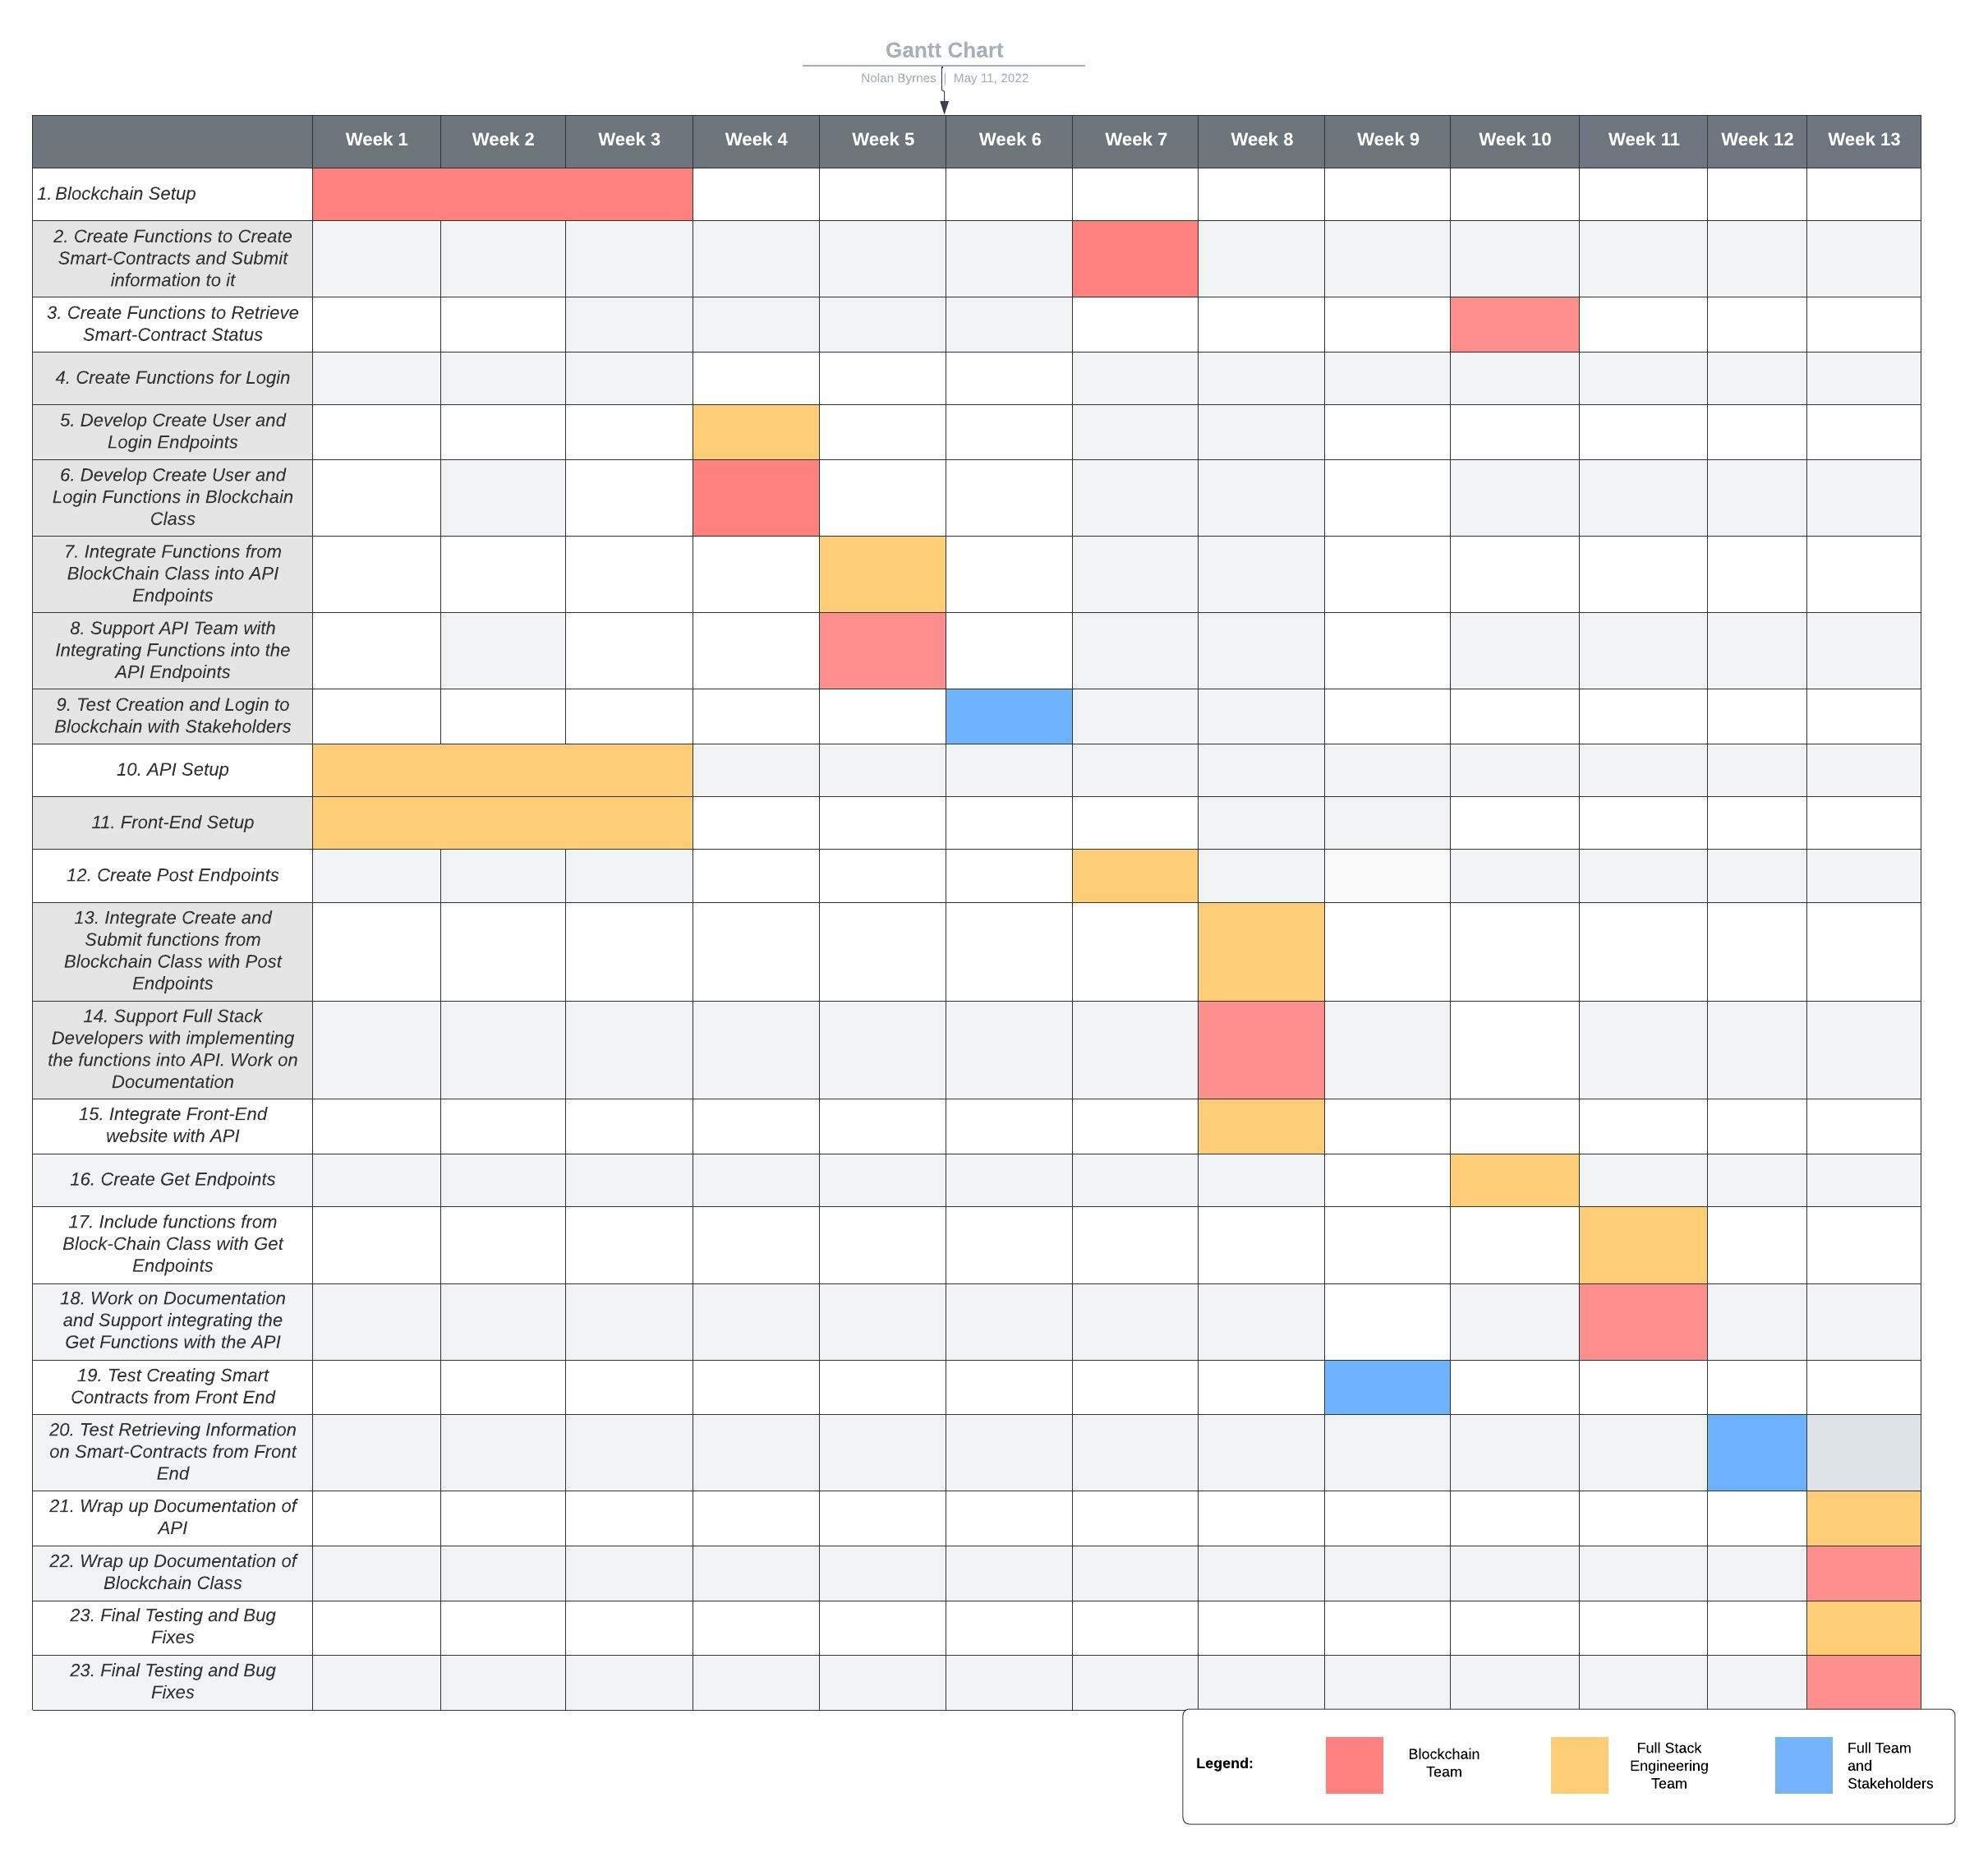 Gantt Chart
Nolan Byrnes | May 11, 2022
Week 1 Week 2 Week 3 Week 4 Week 5 Week 6 Week 7 Week 8 Week 9 Week 10 Week 11 Week 12 Week 13
1. Blockchain Setup
2. Create Functions to Create
Smart-Contracts and Submit
information to it
3. Create Functions to Retrieve
Smart-Contract Status
4. Create Functions for Login
5. Develop Create User and
Login Endpoints
6. Develop Create User and
Login Functions in Blockchain
Class
7. Integrate Functions from
BlockChain Class into API
Endpoints
8. Support API Team with
Integrating Functions into the
API Endpoints
9. Test Creation and Login to
Blockchain with Stakeholders
10. API Setup
11. Front-End Setup
12. Create Post Endpoints
13. Integrate Create and
Submit functions from
Blockchain Class with Post
Endpoints
14. Support Full Stack
Developers with implementing
the functions into API. Work on
Documentation
15. Integrate Front-End
website with API
16. Create Get Endpoints
17. Include functions from
Block-Chain Class with Get
Endpoints
18. Work on Documentation
and Support integrating the
Get Functions with the API
19. Test Creating Smart
Contracts from Front End
20. Test Retrieving Information
on Smart-Contracts from Front
End
21. Wrap up Documentation of
API
22. Wrap up Documentation of
Blockchain Class
23. Final Testing and Bug
Fixes
23. Final Testing and Bug
Fixes
Legend:
Blockchain
Team
Full Stack
Engineering
Team
Full Team
and
Stakeholders